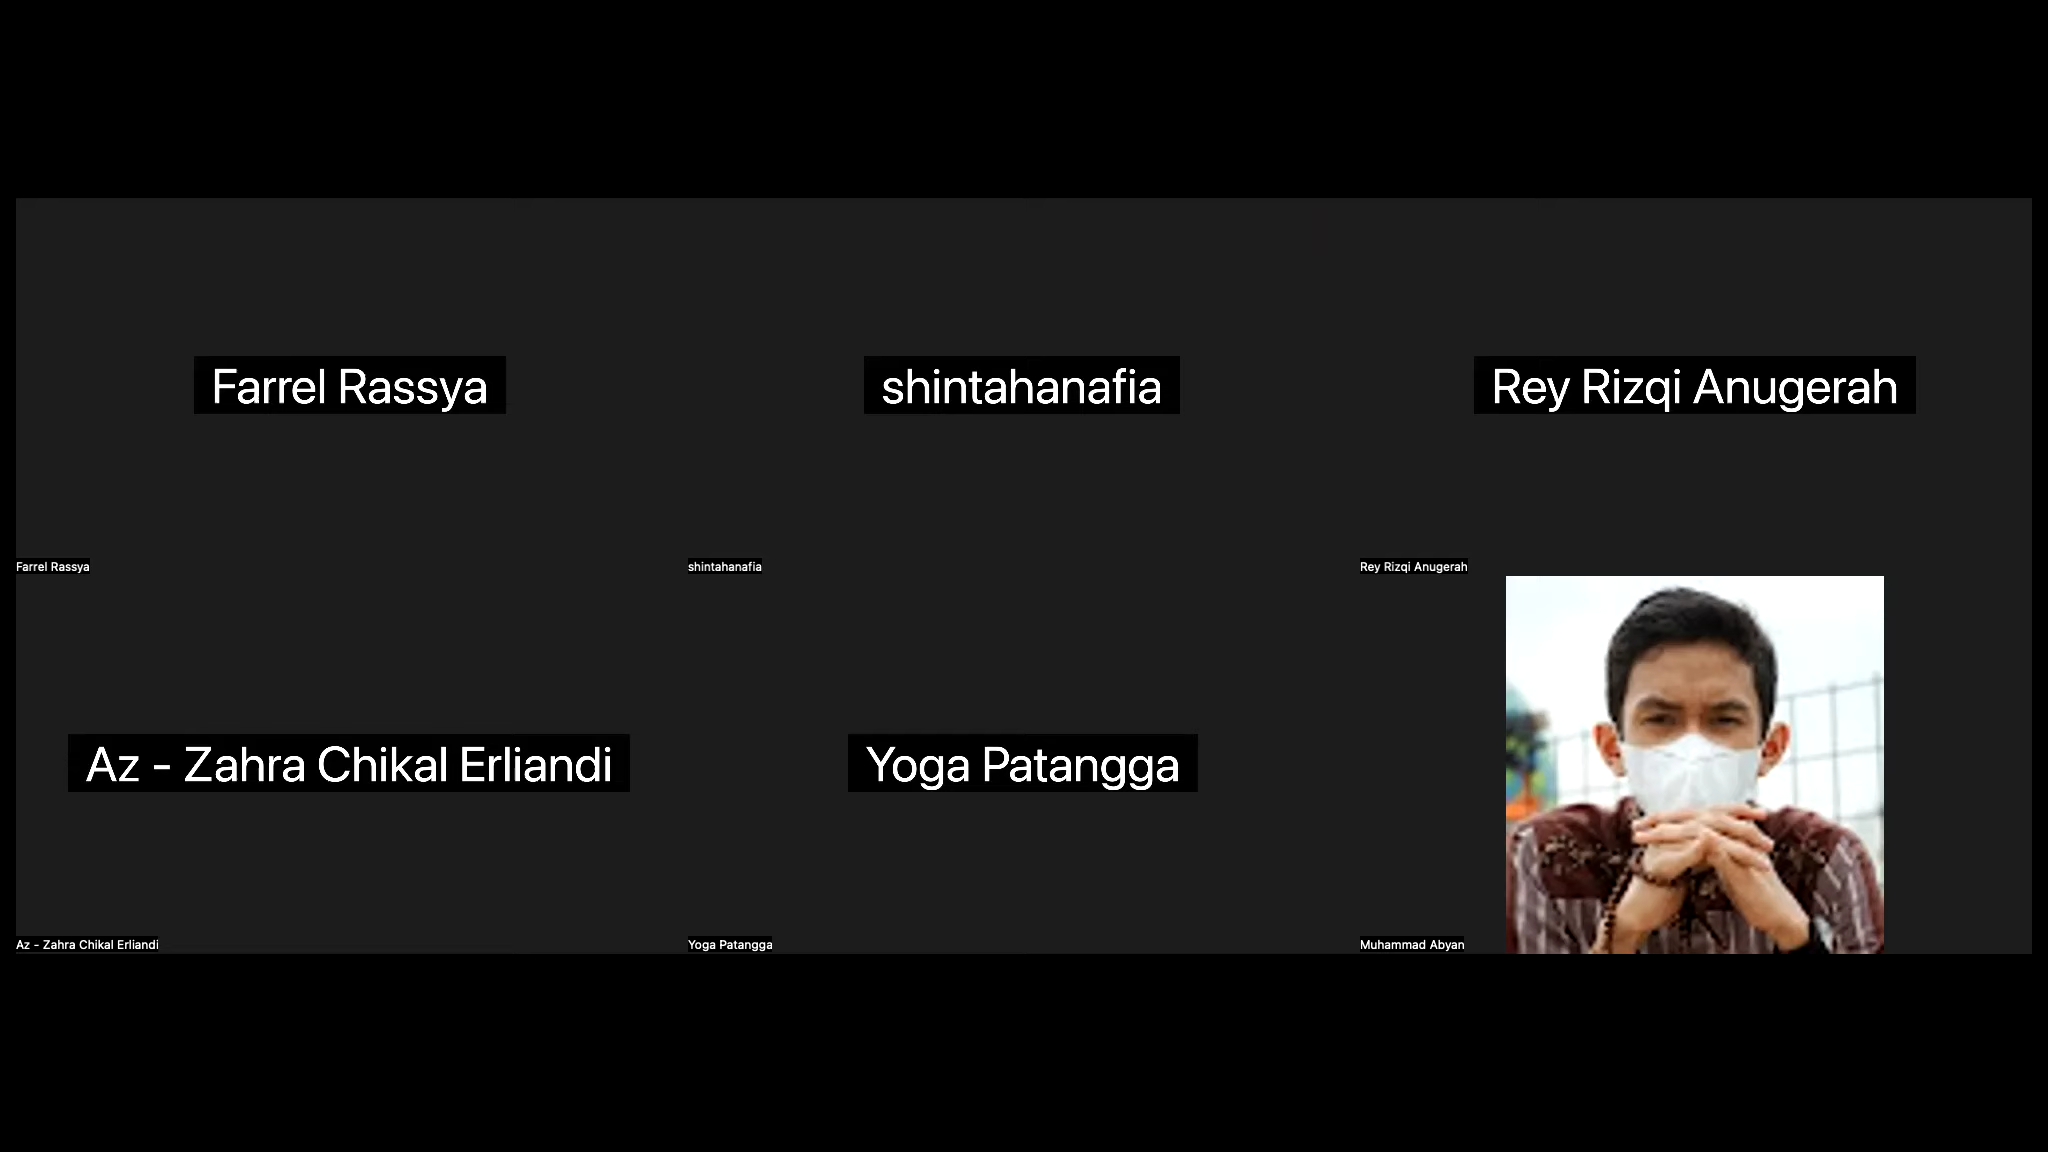 Farrel Rassya
shintahanafia
Rey Rizqi Anugerah
Farrel Rassya
shintahanafia
Rey Rizqi Anugerah
Az - Zahra Chikal Erliandi
Yoga Patangga
Az - Zahra Chikal Erliandi
Yoga Patangga
Muhammad Abyan